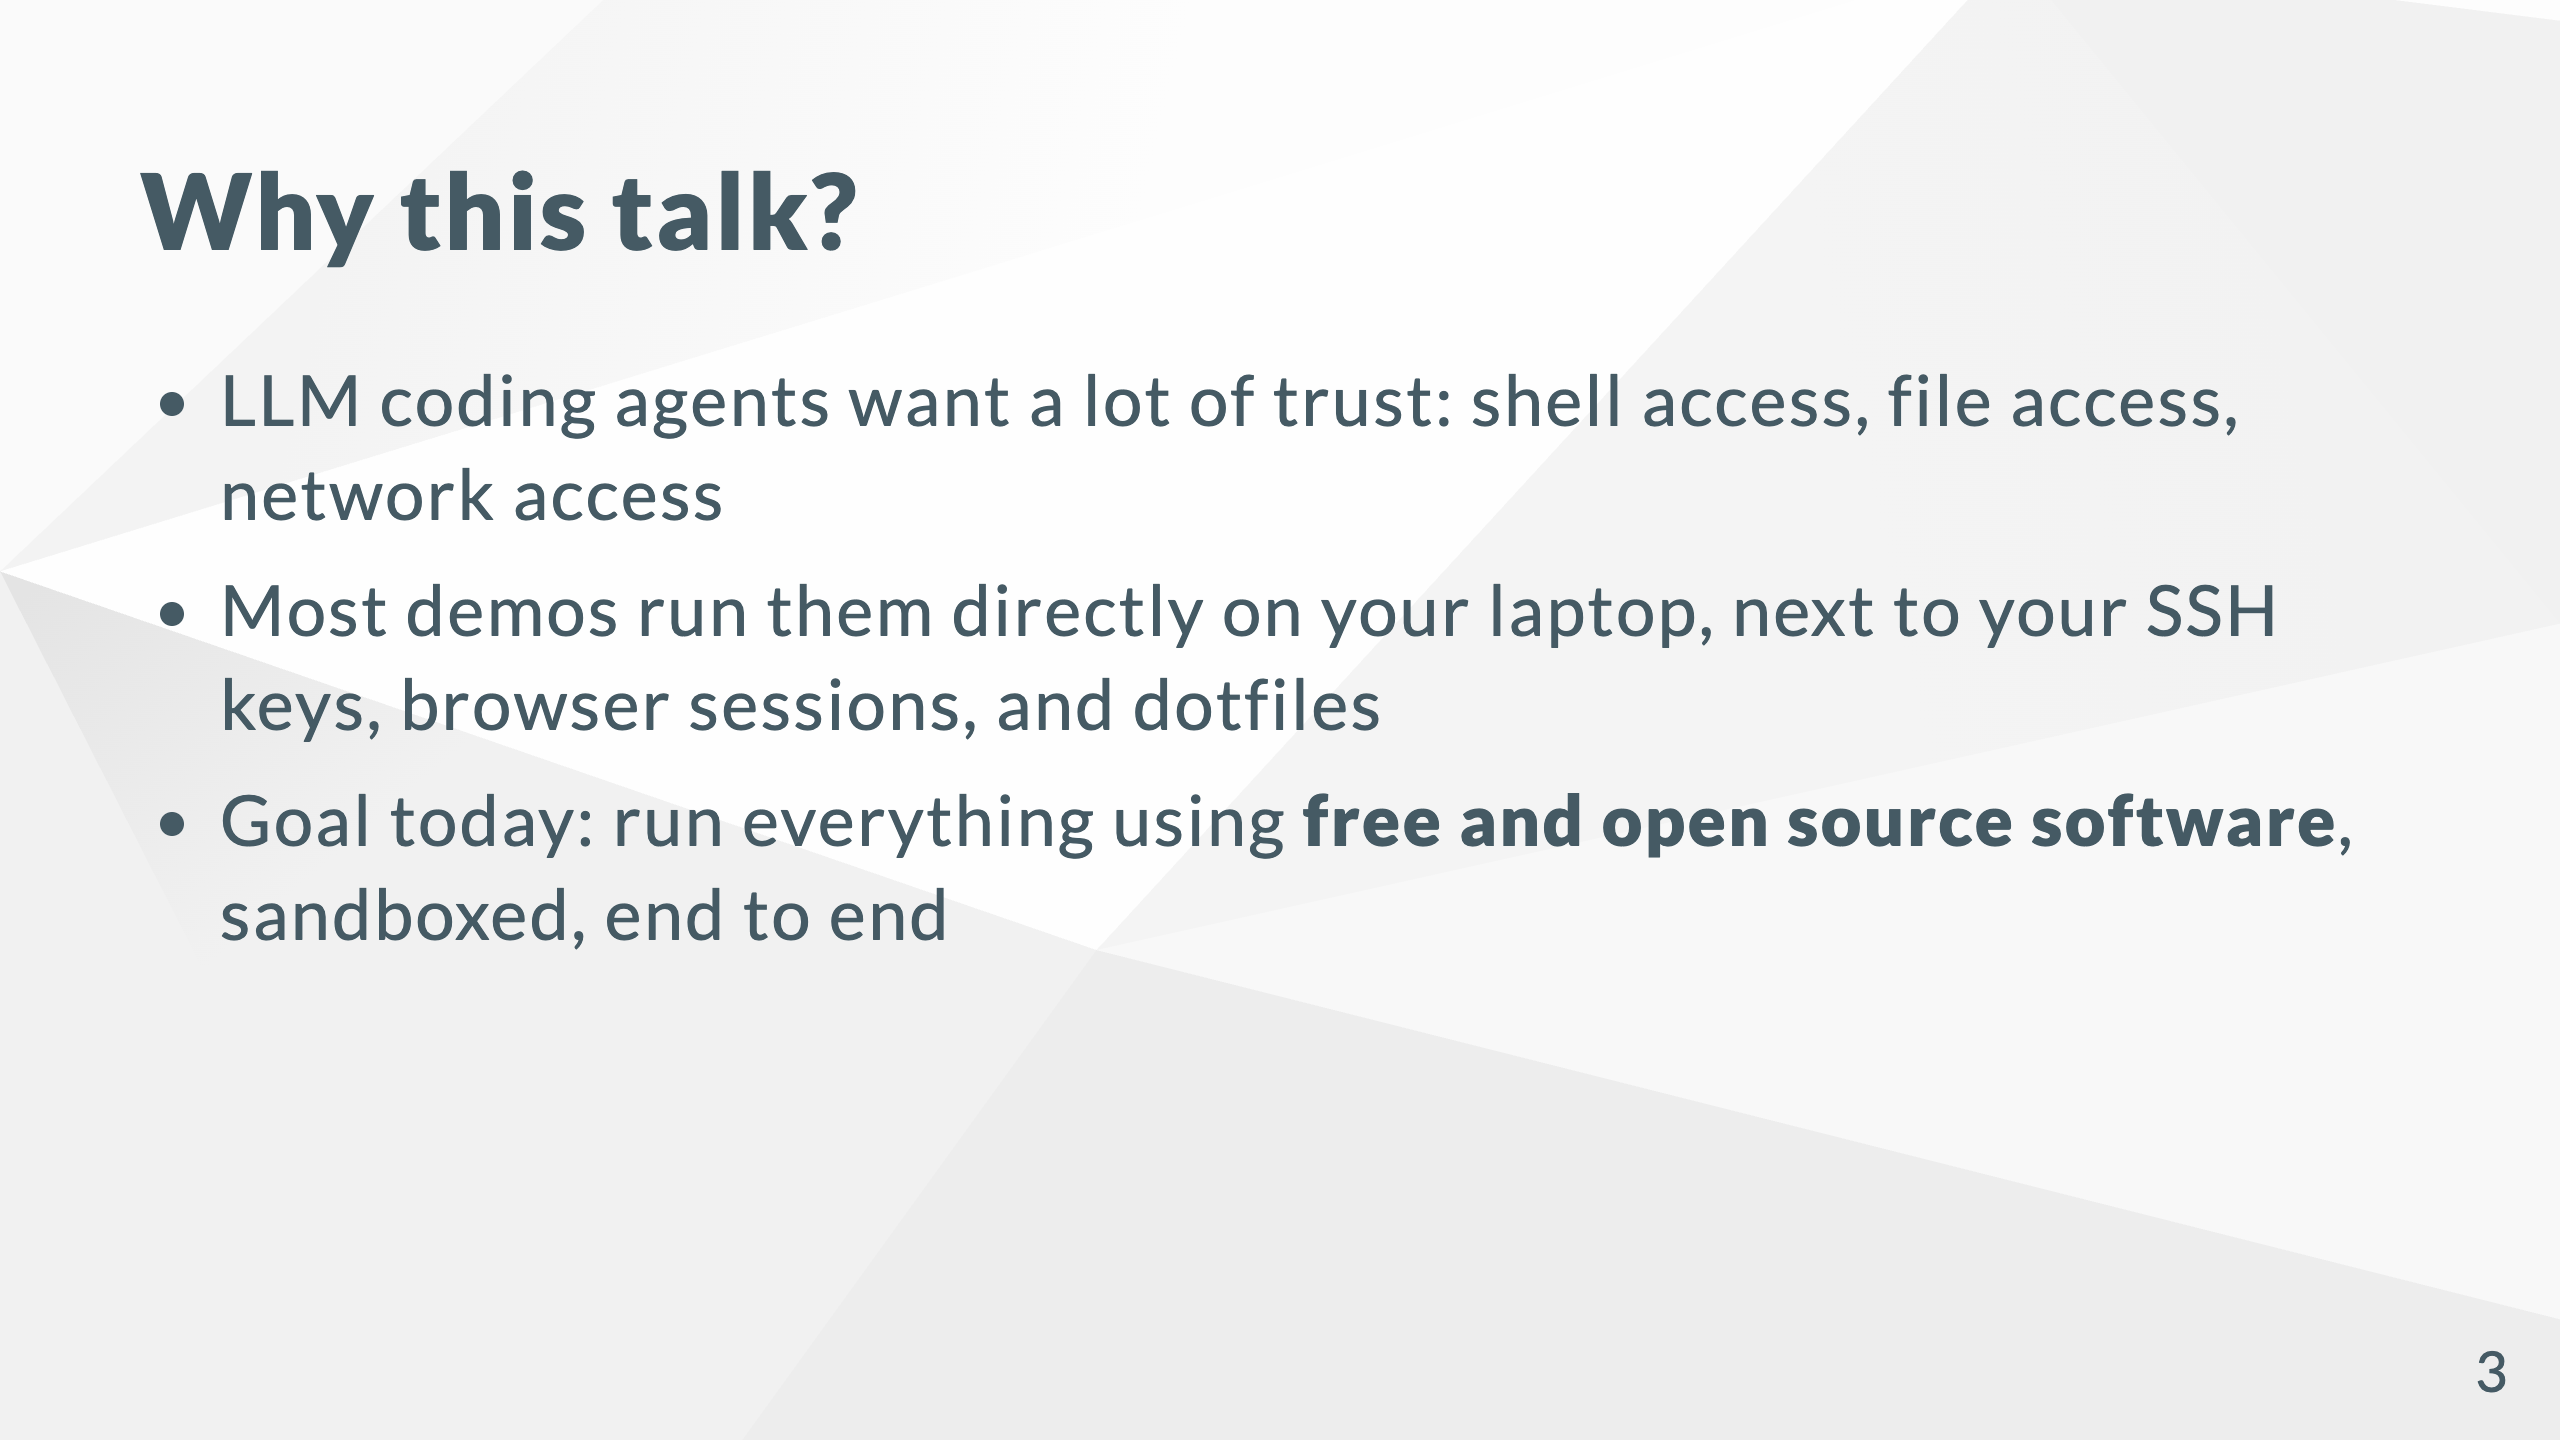 Why this talk?
• LLM coding agents want a lot of trust: shell access, file access,
network access
• Most demos run them directly on your laptop, next to your SSH
keys, browser sessions, and dotfiles
• Goal today: run everything using free and open source software,
sandboxed, end to end
3